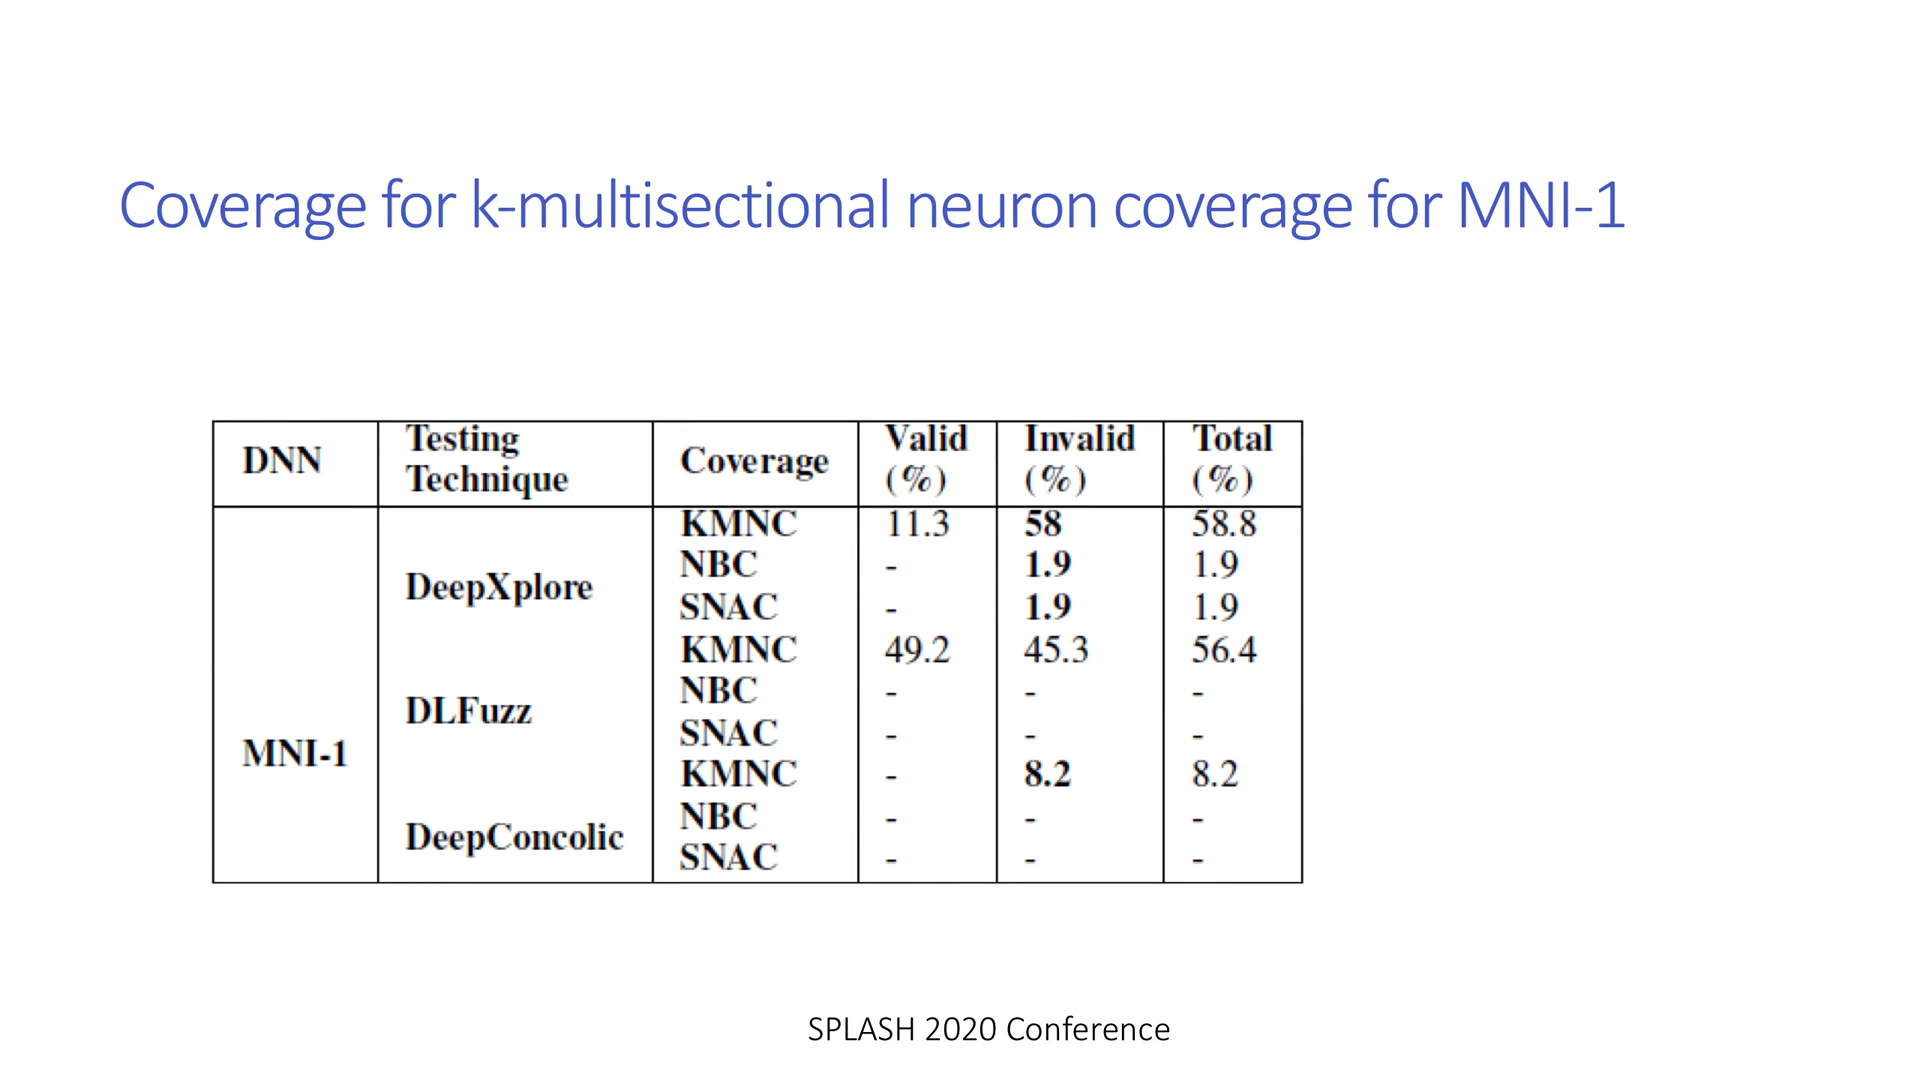 Coverage for k-multisectional neuron coverage for MNI-1
DNN Testing Technique Coverage Valid (%) Invalid (%) Total (%)
MNI-1
DeepXplore
KMNC 11.3 58 58.8
NBC - 1.9 1.9
SNAC - 1.9 1.9
DLFuzz
KMNC 49.2 45.3 56.4
NBC - - -
SNAC - - -
DeepConcolic
KMNC - 8.2 8.2
NBC - - -
SNAC - - -
SPLASH 2020 Conference